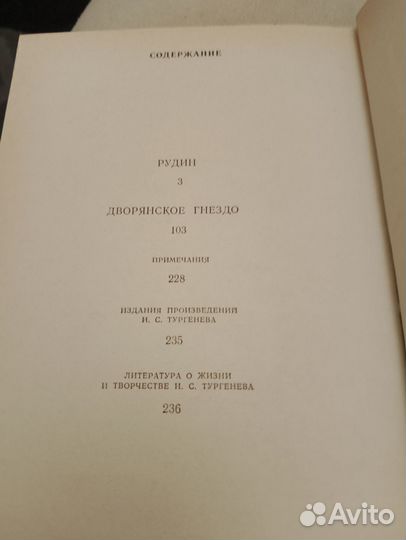 СОДЕРЖАНИЕ
РУДИН
3
ДВОРЯНСКОЕ ГНЕЗДО
103
ПРИМЕЧАНИЯ
228
ИЗДАНИЯ ПРОИЗВЕДЕНИЙ
И. С. ТУРГЕНЕВА
235
ЛИТЕРАТУРА О ЖИЗНИ
И ТВОРЧЕСТВЕ И. С. ТУРГЕНЕВА
236
Avito